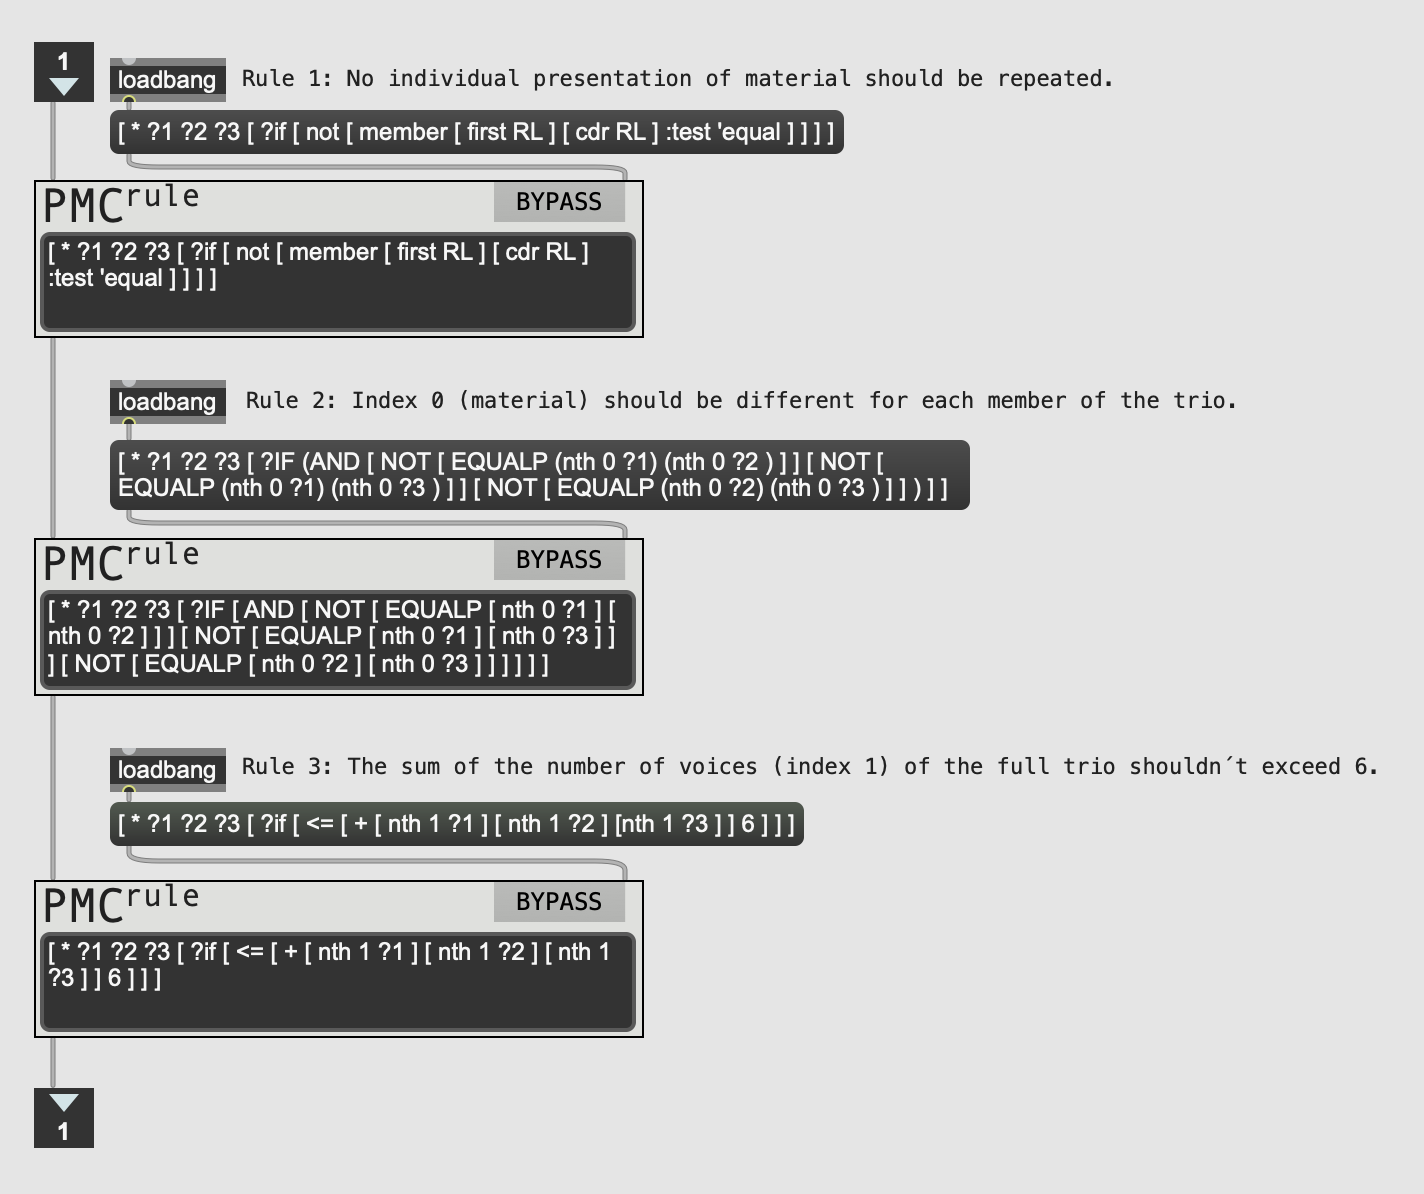 1
loadbang Rule 1: No individual presentation of material should be repeated.
[ * ?1 ?2 ?3 [ ?if [ not [ member [ first RL ] [ cdr RL ] :test 'equal ] ] ] ]
PMCrule BYPASS
[ * ?1 ?2 ?3 [ ?if [ not [ member [ first RL ] [ cdr RL ]
:test 'equal ] ] ] ]
loadbang Rule 2: Index 0 (material) should be different for each member of the trio.
[ * ?1 ?2 ?3 [ ?IF (AND [ NOT [ EQUALP (nth 0 ?1) (nth 0 ?2 ) ] ] [ NOT [
EQUALP (nth 0 ?1) (nth 0 ?3 ) ] ] [ NOT [ EQUALP (nth 0 ?2) (nth 0 ?3 ) ] ] ) ] ]
PMCrule BYPASS
[ * ?1 ?2 ?3 [ ?IF [ AND [ NOT [ EQUALP [ nth 0 ?1 ] [
nth 0 ?2 ] ] ] [ NOT [ EQUALP [ nth 0 ?1 ] [ nth 0 ?3 ] ]
] [ NOT [ EQUALP [ nth 0 ?2 ] [ nth 0 ?3 ] ] ] ] ] ]
loadbang Rule 3: The sum of the number of voices (index 1) of the full trio shouldn´t exceed 6.
[ * ?1 ?2 ?3 [ ?if [ <= [ + [ nth 1 ?1 ] [ nth 1 ?2 ] [nth 1 ?3 ] ] 6 ] ] ]
PMCrule BYPASS
[ * ?1 ?2 ?3 [ ?if [ <= [ + [ nth 1 ?1 ] [ nth 1 ?2 ] [ nth 1
?3 ] ] 6 ] ] ]
1